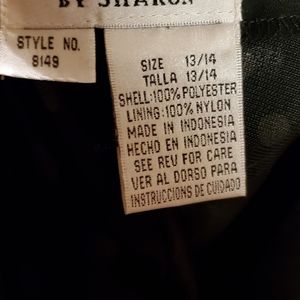 BY SHARON
STYLE NO.
8149
SIZE 13/14
TALLA 13/14
SHELL:100% POLYESTER
LINING:100% NYLON
MADE IN INDONESIA
HECHO EN INDONESIA
SEE REV FOR CARE
VER AL DORSO PARA
INSTRUCCIONS DE CUIDADO